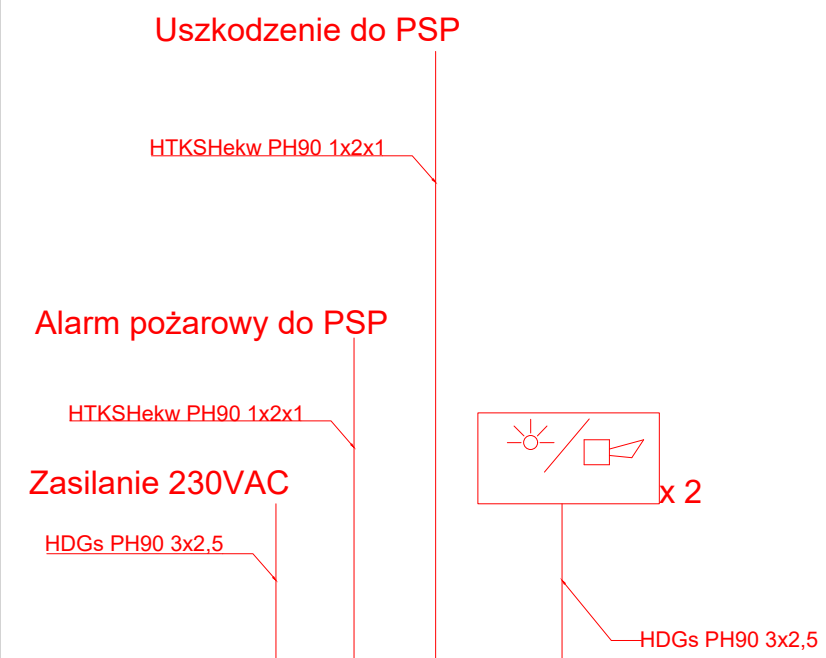 Uszkodzenie do PSP
HTKSHekw PH90 1x2x1
Alarm pożarowy do PSP
HTKSHekw PH90 1x2x1
Zasilanie 230VAC
x 2
HDGs PH90 3x2,5
HDGs PH90 3x2,5